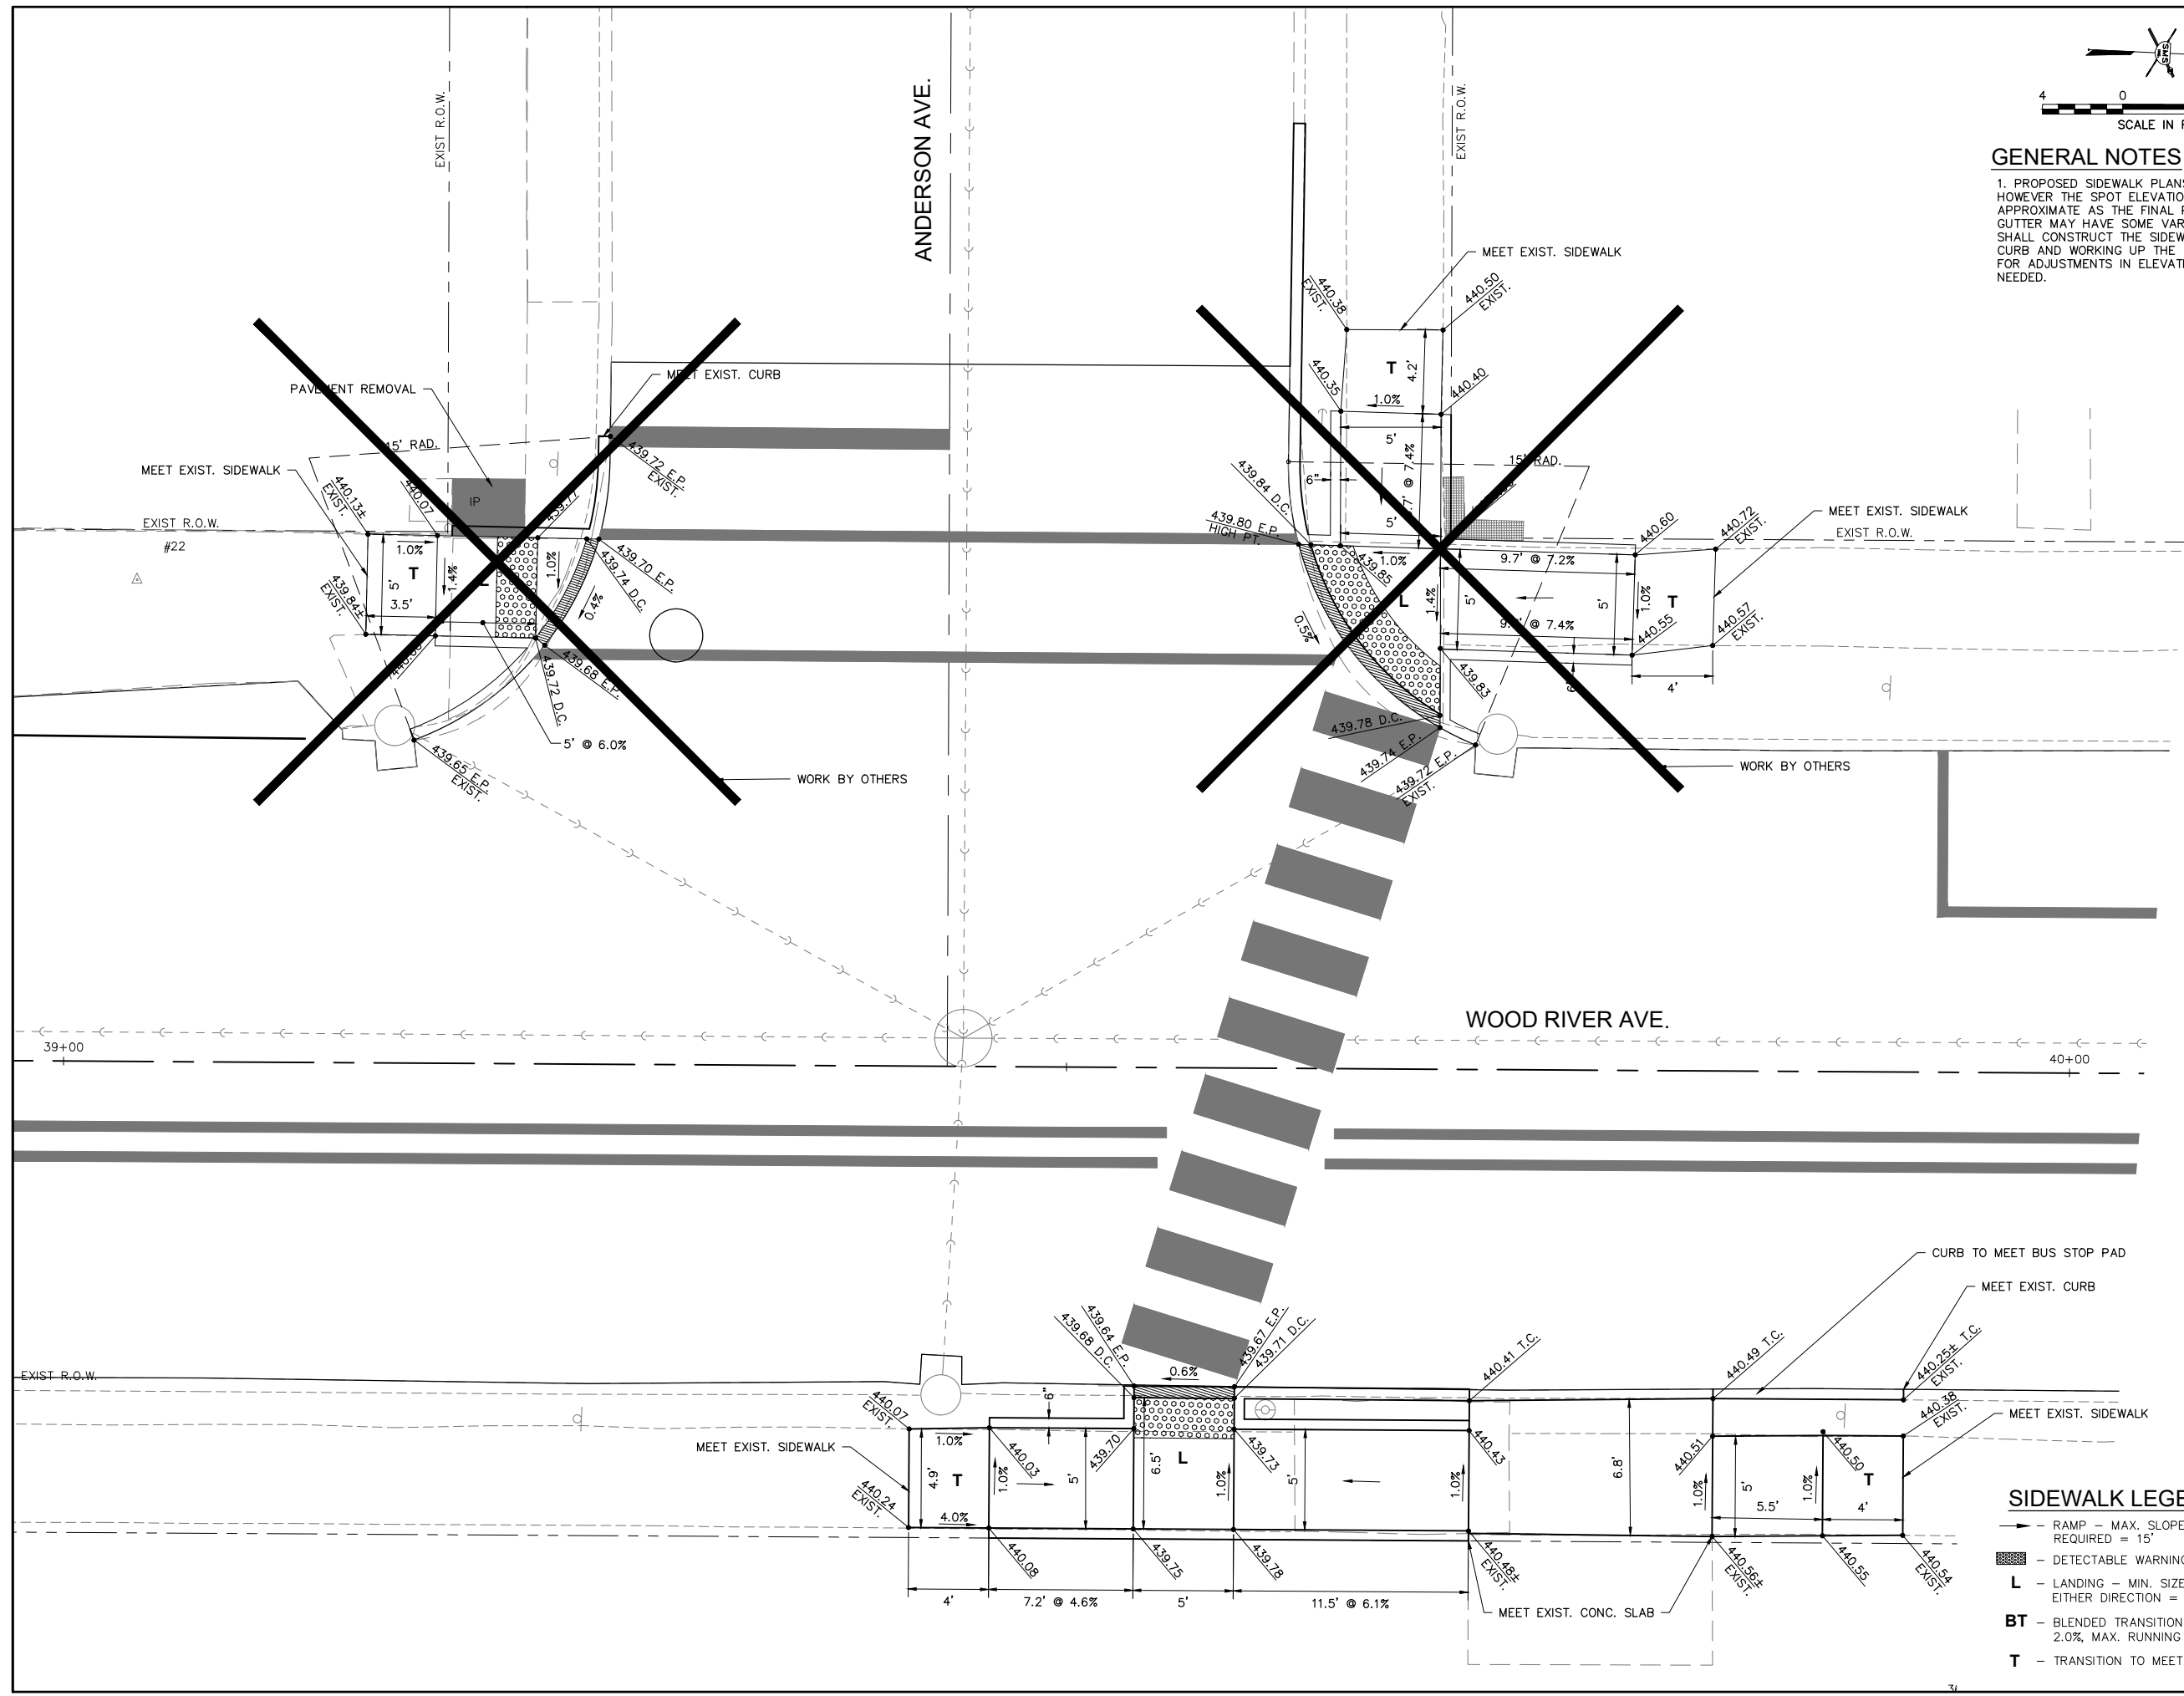 4 0
SCALE IN F
GENERAL NOTES
1. PROPOSED SIDEWALK PLANS
HOWEVER THE SPOT ELEVATIO
APPROXIMATE AS THE FINAL
GUTTER MAY HAVE SOME VAR
SHALL CONSTRUCT THE SIDEW
CURB AND WORKING UP THE
FOR ADJUSTMENTS IN ELEVAT
NEEDED.
EXIST R.O.W.
ANDERSON AVE.
EXIST R.O.W.
PAVEMENT REMOVAL
MEET EXIST. CURB
15' RAD.
MEET EXIST. SIDEWALK
440.13±
EXIST.
440.07
IP
439.77
439.72 E.P.
EXIST.
EXIST R.O.W.
#22
1.0%
T
5'
3.5'
1.4%
1.0%
439.84±
EXIST.
439.70 E.P.
439.74 D.C.
0.4%
439.68 E.P.
439.72 D.C.
5' @ 6.0%
439.65 E.P.
EXIST.
WORK BY OTHERS
MEET EXIST. SIDEWALK
440.38
EXIST.
440.50
EXIST.
T
4.2'
440.35
440.40
1.0%
5'
15' RAD.
6"
5'
439.84 D.C.
439.80 E.P.
HIGH PT.
1.0%
439.85
L
1.4%
5'
9.7' @ 7.2%
440.60
440.72
EXIST.
MEET EXIST. SIDEWALK
EXIST R.O.W.
5'
1.0%
T
440.55
440.57
EXIST.
4'
0.5%
439.83
439.78 D.C.
439.74 E.P.
439.72 E.P.
EXIST.
WORK BY OTHERS
WOOD RIVER AVE.
39+00
40+00
CURB TO MEET BUS STOP PAD
MEET EXIST. CURB
EXIST R.O.W.
439.64 E.P.
439.68 D.C.
0.6%
439.67 E.P.
439.71 D.C.
440.41 T.C.
440.49 T.C.
440.25± T.C.
EXIST.
440.38
EXIST.
MEET EXIST. SIDEWALK
440.07
EXIST.
6"
1.0%
MEET EXIST. SIDEWALK
440.03
439.70
L
439.73
440.43
440.51
440.50
4.9'
T
1.0%
5'
6.5'
1.0%
5'
1.0%
6.8'
1.0%
5'
5.5'
1.0%
T
4'
440.24
EXIST.
4.0%
440.08
439.75
439.78
440.48±
EXIST.
440.56±
EXIST.
440.55
440.54
EXIST.
4'
7.2' @ 4.6%
5'
11.5' @ 6.1%
MEET EXIST. CONC. SLAB
SIDEWALK LEGE
– RAMP – MAX. SLOPE
REQUIRED = 15'
– DETECTABLE WARNING
L – LANDING – MIN. SIZE
EITHER DIRECTION =
BT – BLENDED TRANSITION
2.0%, MAX. RUNNING
T – TRANSITION TO MEET